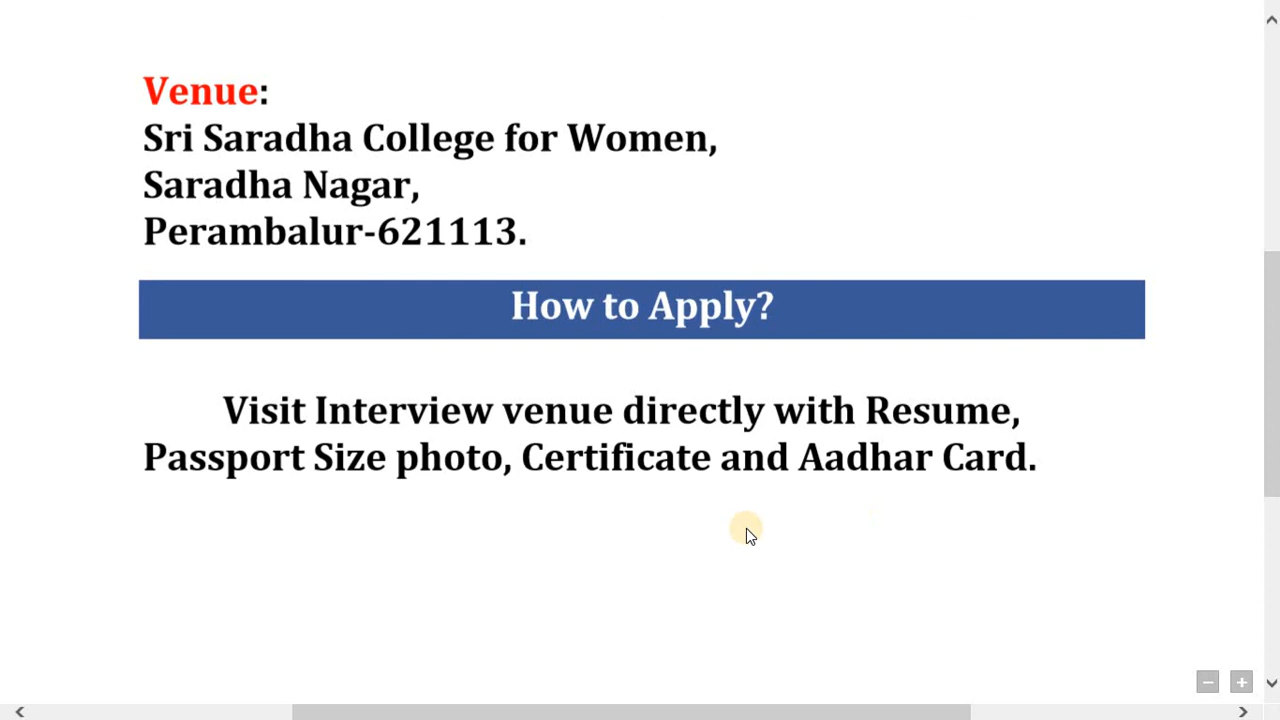 Venue:
Sri Saradha College for Women,
Saradha Nagar,
Perambalur-621113.
How to Apply?
Visit Interview venue directly with Resume,
Passport Size photo, Certificate and Aadhar Card.